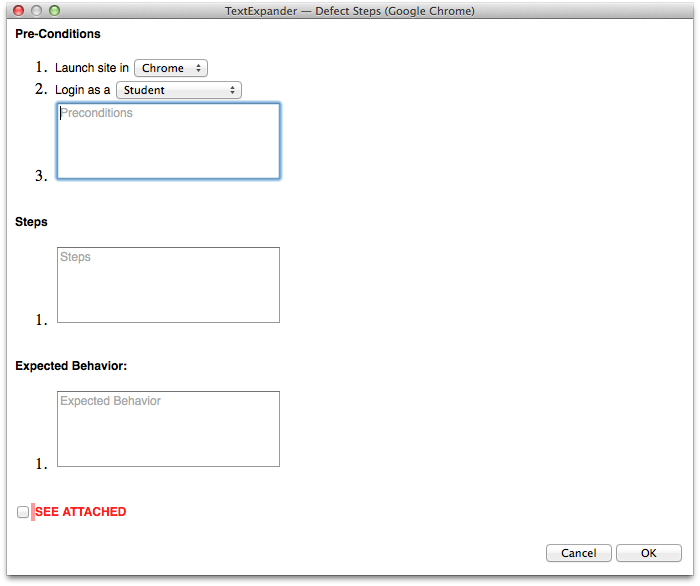 TextExpander — Defect Steps (Google Chrome)
Pre-Conditions
1. Launch site in Chrome
2. Login as a Student
Preconditions
3.
Steps
Steps
1.
Expected Behavior:
Expected Behavior
1.
SEE ATTACHED
Cancel OK